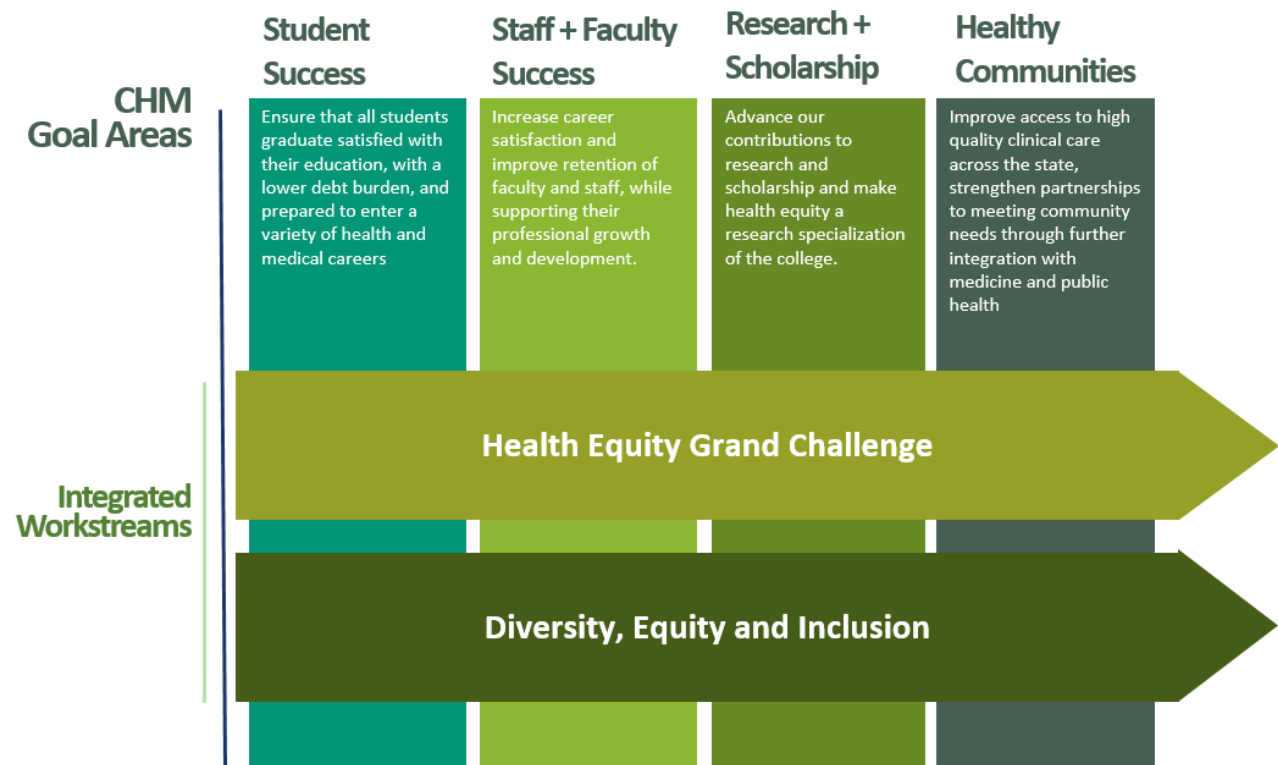 Student
Success
Staff + Faculty
Success
Research +
Scholarship
Healthy
Communities
CHM
Goal Areas
Ensure that all students
graduate satisfied with
their education, with a
lower debt burden, and
prepared to enter a
variety of health and
medical careers
Increase career
satisfaction and
improve retention of
faculty and staff, while
supporting their
professional growth
and development.
Advance our
contributions to
research and
scholarship and make
health equity a
research specialization
of the college.
Improve access to high
quality clinical care
across the state,
strengthen partnerships
to meeting community
needs through further
integration with
medicine and public
health
Integrated
Workstreams
Health Equity Grand Challenge
Diversity, Equity and Inclusion